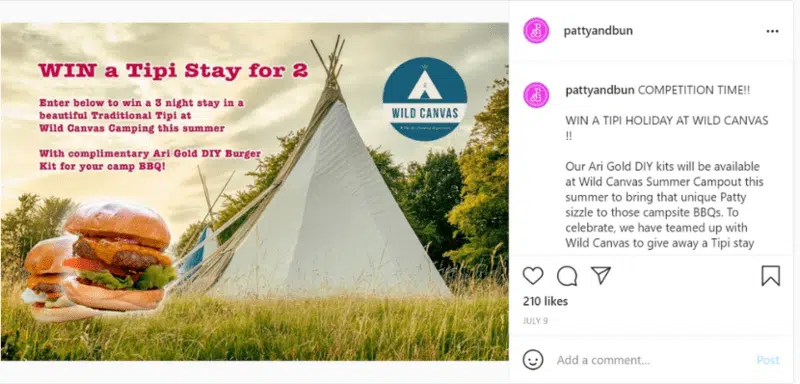 WIN a Tipi Stay for 2
Enter below to win a 3 night stay in a
beautiful Traditional Tipi at
Wild Canvas Camping this summer
With complimentary Ari Gold DIY Burger
Kit for your camp BBQ!
WILD CANVAS
pattyandbun
pattyandbun COMPETITION TIME!!
WIN A TIPI HOLIDAY AT WILD CANVAS
!!
Our Ari Gold DIY kits will be available
at Wild Canvas Summer Campout this
summer to bring that unique Patty
sizzle to those campsite BBQs. To
celebrate, we have teamed up with
Wild Canvas to give away a Tipi stay
210 likes
JULY 9
Add a comment...
Post